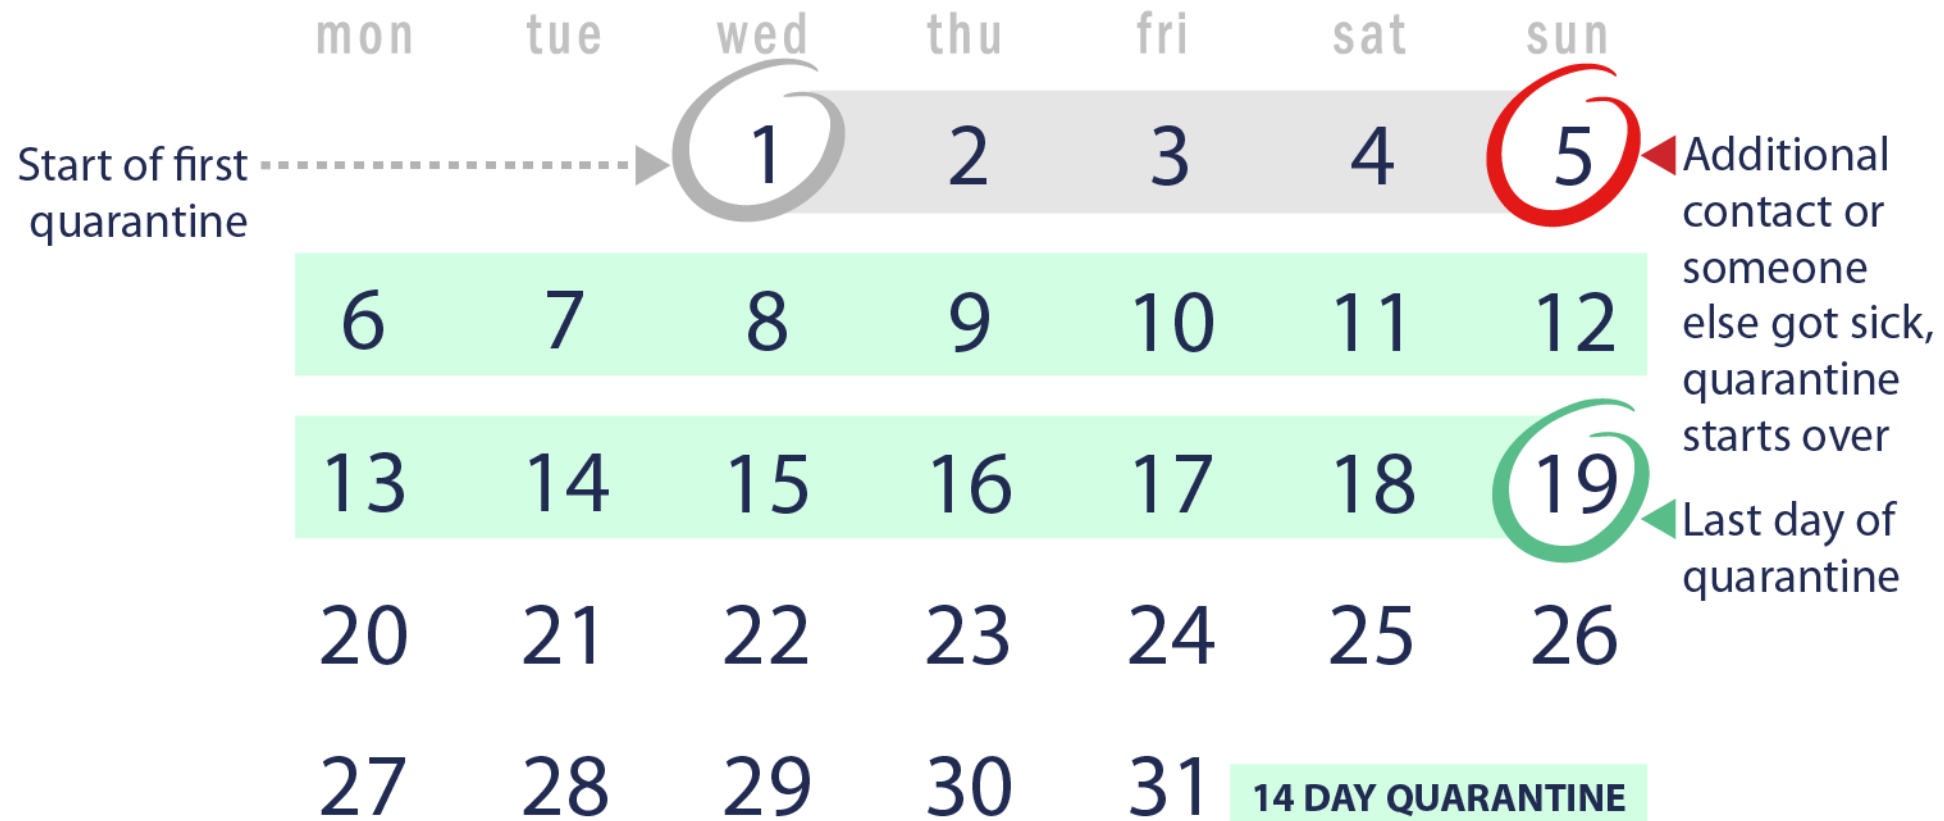 mon tue wed thu fri sat sun
Start of first
quarantine
1 2 3 4 5
Additional
contact or
someone
else got sick,
quarantine
starts over
6 7 8 9 10 11 12
13 14 15 16 17 18 19
Last day of
quarantine
20 21 22 23 24 25 26
27 28 29 30 31
14 DAY QUARANTINE